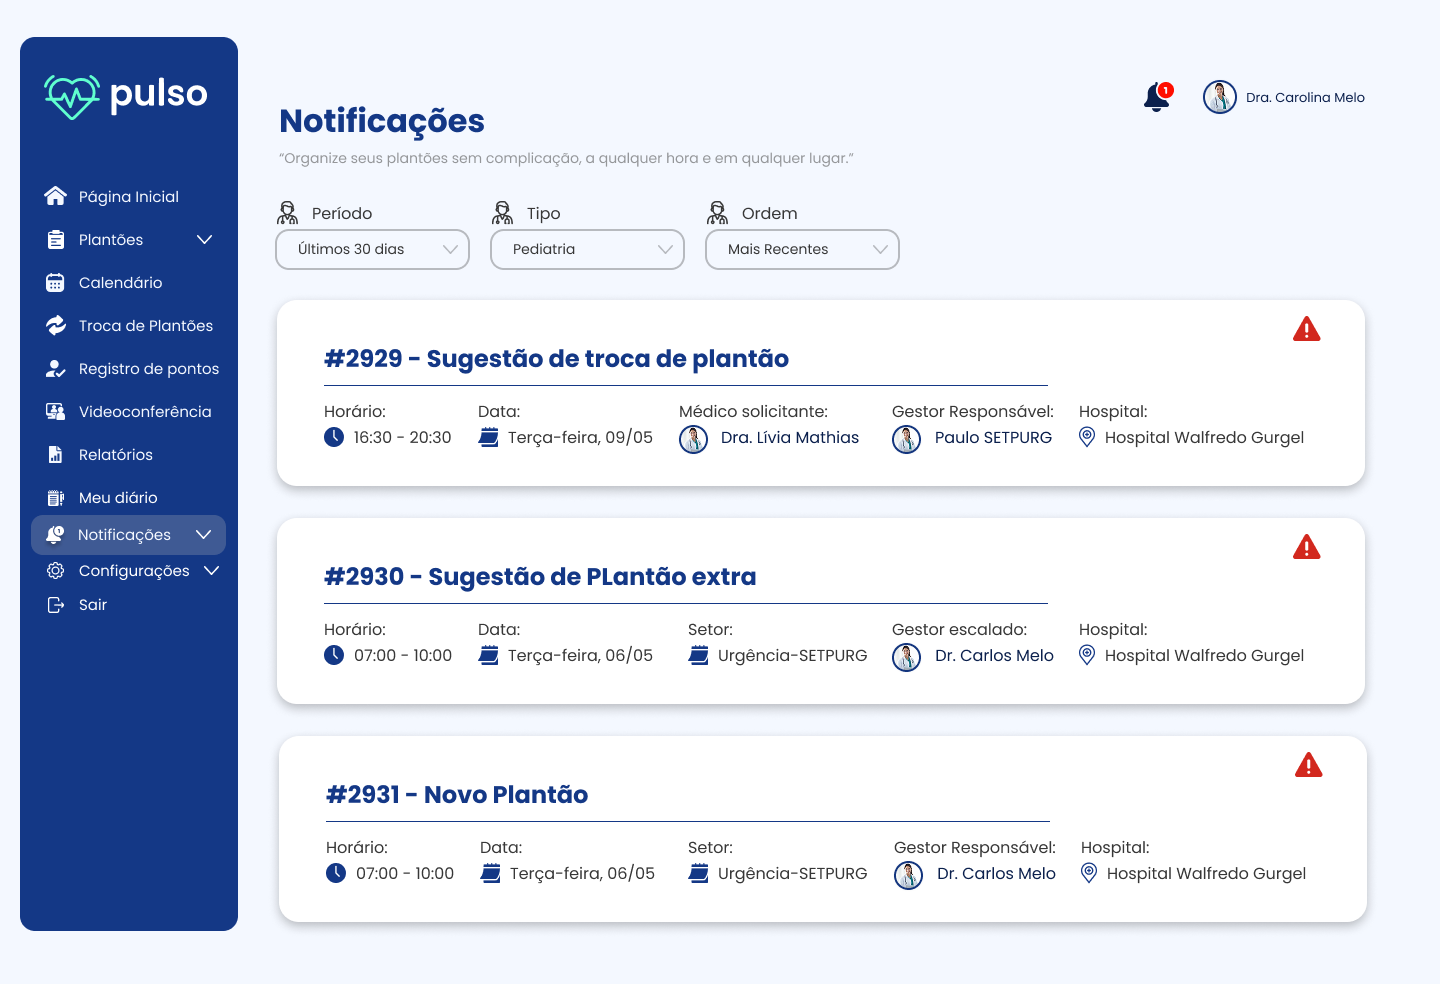 pulso
Página Inicial
Plantões
Calendário
Troca de Plantões
Registro de pontos
Videoconferência
Relatórios
Meu diário
1
Notificações
Configurações
Sair
1
Dra. Carolina Melo
Notificações
“Organize seus plantões sem complicação, a qualquer hora e em qualquer lugar.”
Período Tipo Ordem
Últimos 30 dias Pediatria Mais Recentes
#2929 - Sugestão de troca de plantão
Horário: Data: Médico solicitante: Gestor Responsável: Hospital:
16:30 - 20:30 Terça-feira, 09/05 Dra. Lívia Mathias Paulo SETPURG Hospital Walfredo Gurgel
#2930 - Sugestão de PLantão extra
Horário: Data: Setor: Gestor escalado: Hospital:
07:00 - 10:00 Terça-feira, 06/05 Urgência-SETPURG Dr. Carlos Melo Hospital Walfredo Gurgel
#2931 - Novo Plantão
Horário: Data: Setor: Gestor Responsável: Hospital:
07:00 - 10:00 Terça-feira, 06/05 Urgência-SETPURG Dr. Carlos Melo Hospital Walfredo Gurgel